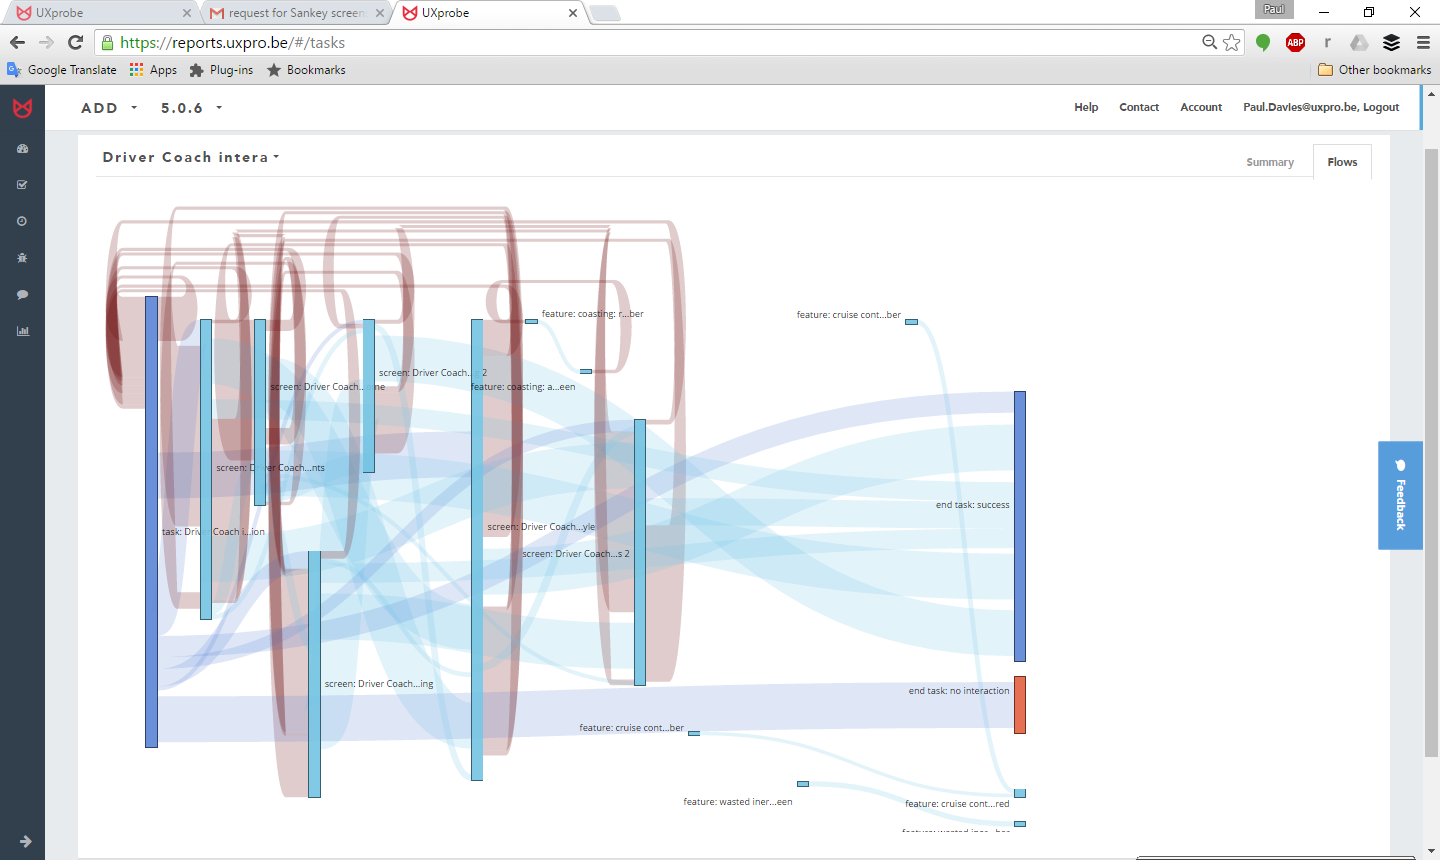 UXprobe
request for Sankey screen
UXprobe
Paul
https://reports.uxpro.be/#/tasks
ABP
r
Google Translate
Apps
Plug-ins
Bookmarks
Other bookmarks
ADD
5.0.6
Help
Contact
Account
Paul.Davies@uxpro.be, Logout
Driver Coach intera
Summary
Flows
feature: coasting: r...ber
feature: cruise cont...ber
screen: Driver Coach...g 2
screen: Driver Coach...me
feature: coasting: a...een
screen: Driver Coach...nts
end task: success
task: Driver Coach i...ion
screen: Driver Coach...yle
screen: Driver Coach...s 2
Feedback
screen: Driver Coach...ing
end task: no interaction
feature: cruise cont...ber
feature: wasted iner...een
feature: cruise cont...red
feature: wasted iner...ber